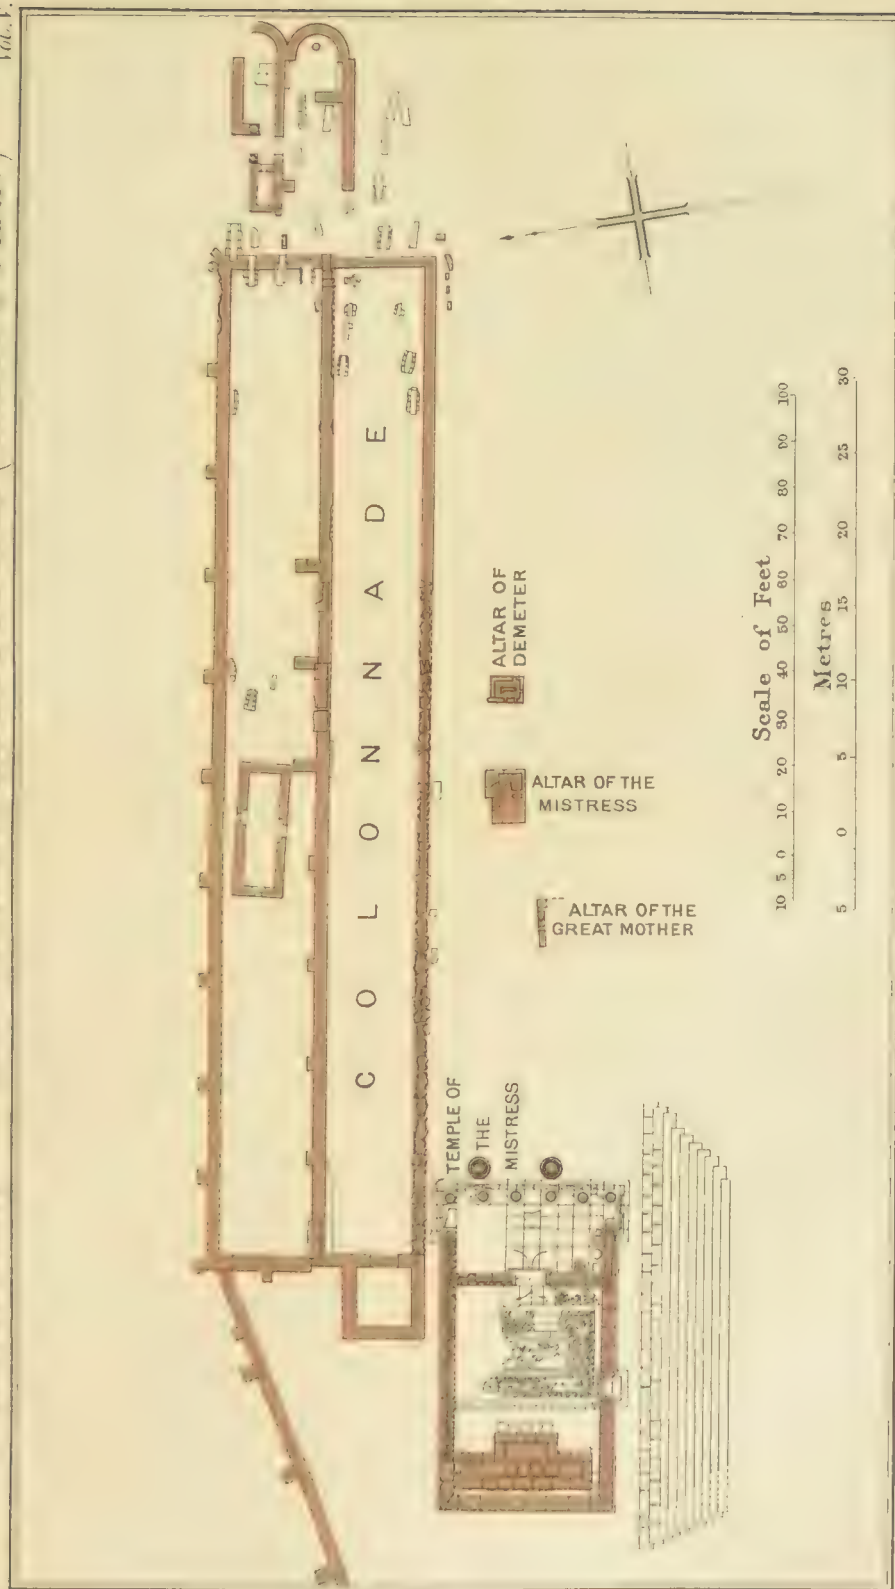 COLONNADE
ALTAR OF
DEMETER
ALTAR OF THE
MISTRESS
ALTAR OF THE
GREAT MOTHER
TEMPLE OF
THE
MISTRESS
Scale of Feet
10 5 0 10 20 30 40 50 60 70 80 90 100
Metres
5 0 5 10 15 20 25 30